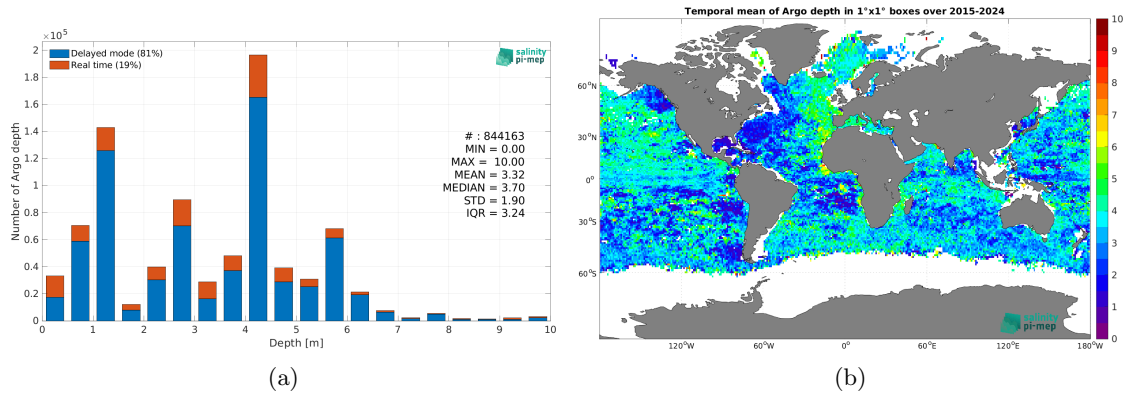 ×10⁵
2
1.8
1.6
1.4
1.2
1
0.8
0.6
0.4
0.2
0
Number of Argo depth
Delayed mode (81%)
Real time (19%)
salinity
pi-mep
# : 844163
MIN = 0.00
MAX = 10.00
MEAN = 3.32
MEDIAN = 3.70
STD = 1.90
IQR = 3.24
0 1 2 3 4 5 6 7 8 9 10
Depth [m]
(a)
Temporal mean of Argo depth in 1°x1° boxes over 2015-2024
60°N
30°N
0°
30°S
60°S
120°W 60°W 0° 60°E 120°E 180°W
salinity
pi-mep
10
9
8
7
6
5
4
3
2
1
0
(b)